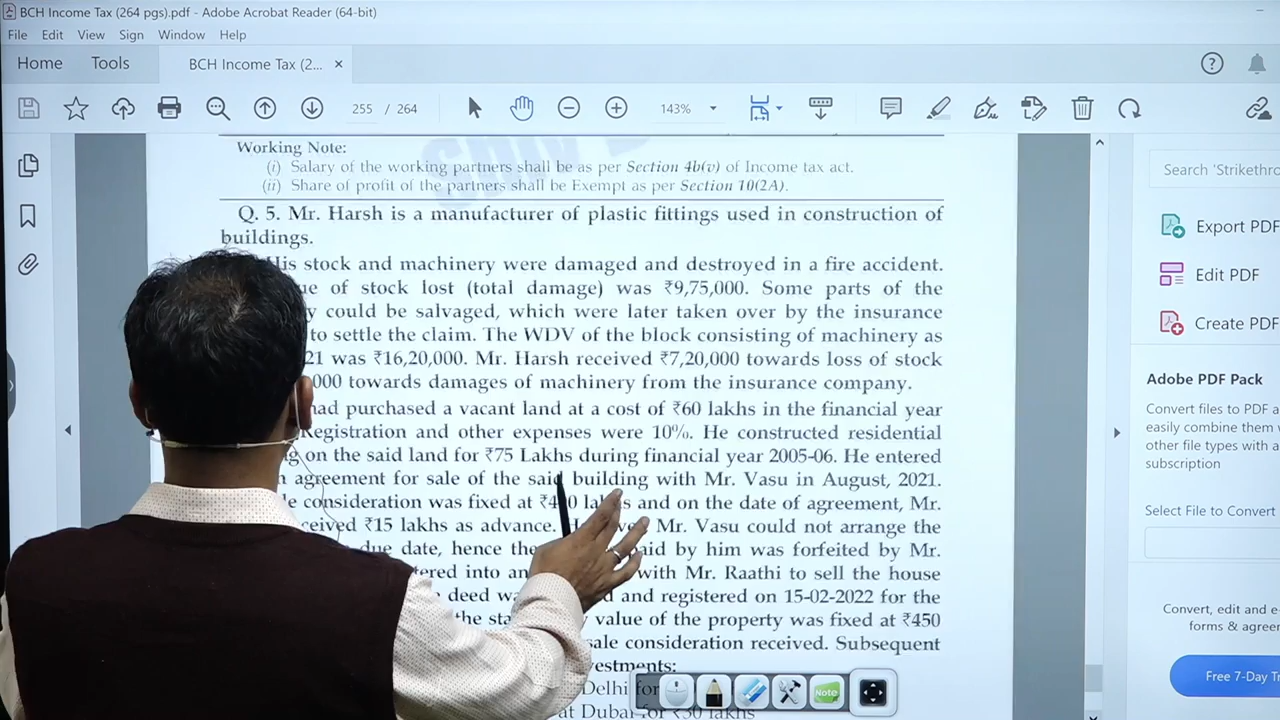 BCH Income Tax (264 pgs).pdf - Adobe Acrobat Reader (64-bit)
File Edit View Sign Window Help
Home Tools BCH Income Tax (2... ×
255 / 264 143%
Working Note:
(i) Salary of the working partners shall be as per Section 4b(v) of Income tax act.
(ii) Share of profit of the partners shall be Exempt as per Section 10(2A).
Q. 5. Mr. Harsh is a manufacturer of plastic fittings used in construction of
buildings.
His stock and machinery were damaged and destroyed in a fire accident.
of stock lost (total damage) was ₹9,75,000. Some parts of the
could be salvaged, which were later taken over by the insurance
to settle the claim. The WDV of the block consisting of machinery as
21 was ₹16,20,000. Mr. Harsh received ₹7,20,000 towards loss of stock
000 towards damages of machinery from the insurance company.
had purchased a vacant land at a cost of ₹60 lakhs in the financial year
Registration and other expenses were 10%. He constructed residential
on the said land for ₹75 Lakhs during financial year 2005-06. He entered
agreement for sale of the said building with Mr. Vasu in August, 2021.
consideration was fixed at and on the date of agreement, Mr.
₹15 lakhs as advance. Mr. Vasu could not arrange the
due date, hence the by him was forfeited by Mr.
into with Mr. Raathi to sell the house
deed and registered on 15-02-2022 for the
the value of the property was fixed at ₹450
sale consideration received. Subsequent
Delhi for
at Dubai for ₹50 lakhs
Note
Search 'Strikethro
Export PDF
Edit PDF
Create PDF
Adobe PDF Pack
Convert files to PDF a
easily combine them
other file types with a
subscription
Select File to Convert
Convert, edit and e
forms & agree
Free 7-Day Tr